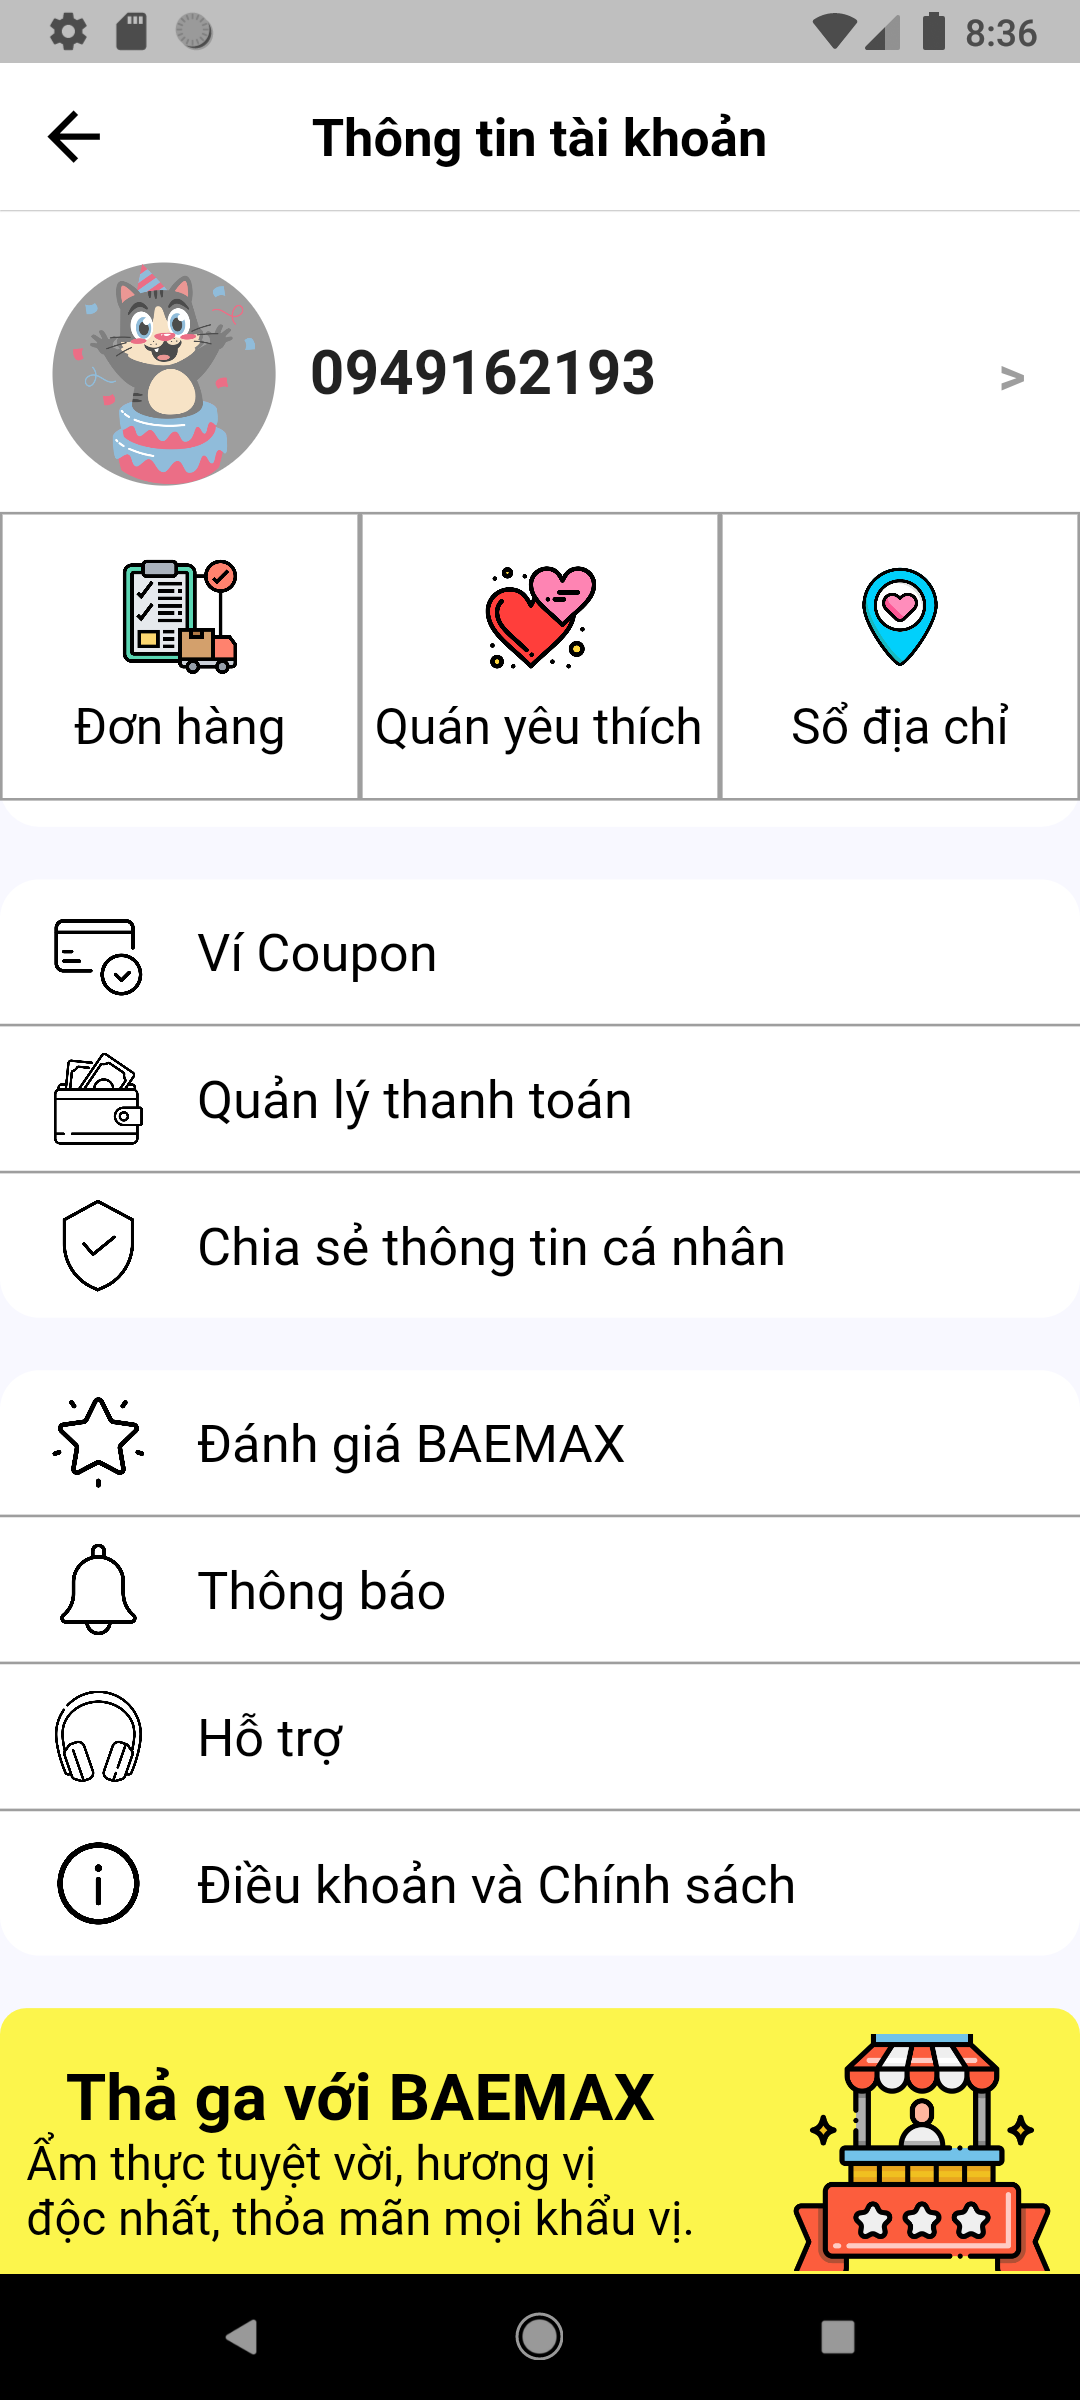 8:36
Thông tin tài khoản
0949162193
>
Đơn hàng
Quán yêu thích
Sổ địa chỉ
Ví Coupon
Quản lý thanh toán
Chia sẻ thông tin cá nhân
Đánh giá BAEMAX
Thông báo
Hỗ trợ
Điều khoản và Chính sách
Thả ga với BAEMAX
Ẩm thực tuyệt vời, hương vị
độc nhất, thỏa mãn mọi khẩu vị.